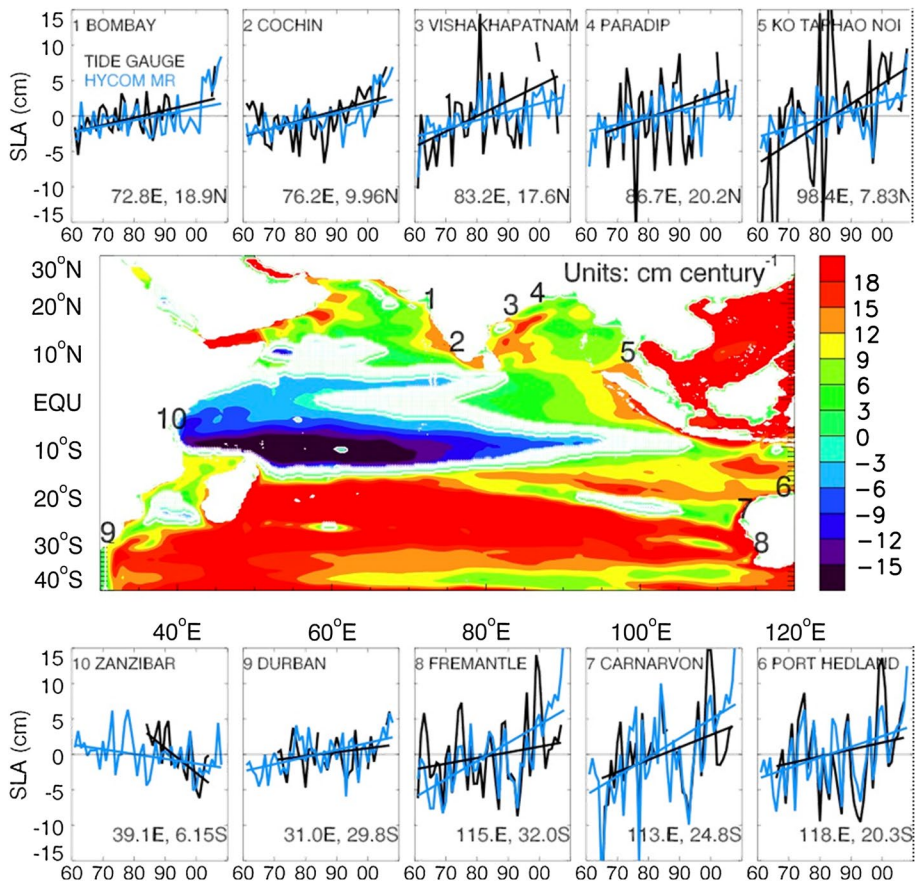 1 BOMBAY 2 COCHIN 3 VISHAKHAPATNAM 4 PARADIP 5 KO TAPHAO NOI
TIDE GAUGE
HYCOM MR
SLA (cm)
15
10
5
0
-5
-10
-15
72.8E, 18.9N 76.2E, 9.96N 83.2E, 17.6N 86.7E, 20.2N 98.4E, 7.83N
60 70 80 90 00 60 70 80 90 00 60 70 80 90 00 60 70 80 90 00 60 70 80 90 00
Units: cm century⁻¹
30°N
20°N
10°N
EQU
10°S
20°S
30°S
40°S
1
2
3
4
5
10
6
7
8
9
18
15
12
9
6
3
0
−3
−6
−9
−12
−15
40°E 60°E 80°E 100°E 120°E
10 ZANZIBAR 9 DURBAN 8 FREMANTLE 7 CARNARVON 6 PORT HEDLAND
SLA (cm)
15
10
5
0
-5
-10
-15
39.1E, 6.15S 31.0E, 29.8S 115.E, 32.0S 113.E, 24.8S 118.E, 20.3S
60 70 80 90 00 60 70 80 90 00 60 70 80 90 00 60 70 80 90 00 60 70 80 90 00